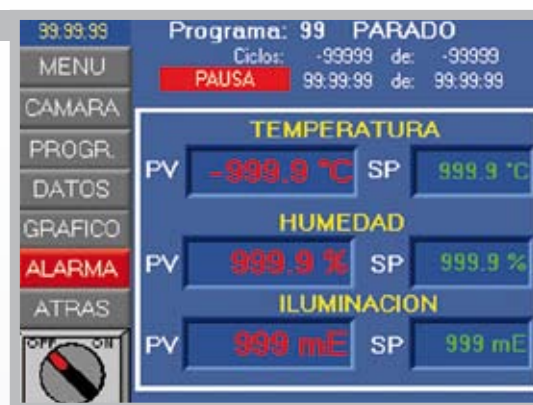 99:99:99
MENU
CAMARA
PROGR.
DATOS
GRAFICO
ALARMA
ATRAS
OFF ON
Programa: 99 PARADO
Ciclos: -99999 de: -99999
PAUSA 99:99:99 de: 99:99:99
TEMPERATURA
PV -999.9 °C SP 999.9 °C
HUMEDAD
PV 999.9 % SP 999.9 %
ILUMINACION
PV 999 mE SP 999 mE